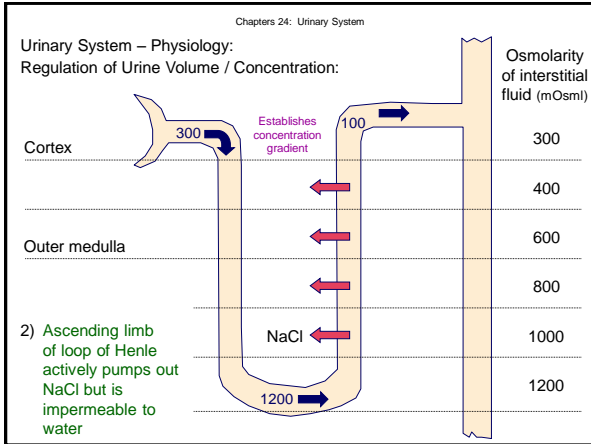 Chapters 24: Urinary System
Urinary System – Physiology:
Regulation of Urine Volume / Concentration:
Osmolarity
of interstitial
fluid (mOsml)
Establishes
concentration
gradient
300
100
Cortex
300
400
Outer medulla
600
800
2) Ascending limb
of loop of Henle
actively pumps out
NaCl but is
impermeable to
water
NaCl
1000
1200
1200